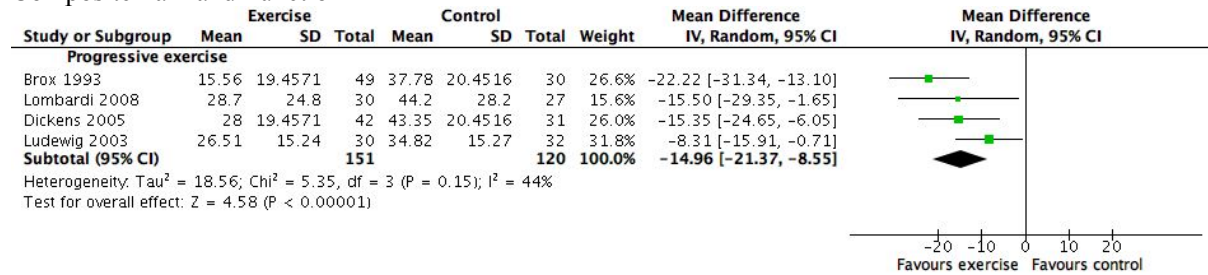 Exercise Control Mean Difference Mean Difference
Study or Subgroup Mean SD Total Mean SD Total Weight IV, Random, 95% CI IV, Random, 95% CI
Progressive exercise
Brox 1993 15.56 19.4571 49 37.78 20.4516 30 26.6% -22.22 [-31.34, -13.10]
Lombardi 2008 28.7 24.8 30 44.2 28.2 27 15.6% -15.50 [-29.35, -1.65]
Dickens 2005 28 19.4571 42 43.35 20.4516 31 26.0% -15.35 [-24.65, -6.05]
Ludewig 2003 26.51 15.24 30 34.82 15.27 32 31.8% -8.31 [-15.91, -0.71]
Subtotal (95% CI) 151 120 100.0% -14.96 [-21.37, -8.55]
Heterogeneity: Tau² = 18.56; Chi² = 5.35, df = 3 (P = 0.15); I² = 44%
Test for overall effect: Z = 4.58 (P < 0.00001)
-20 -10 0 10 20
Favours exercise Favours control